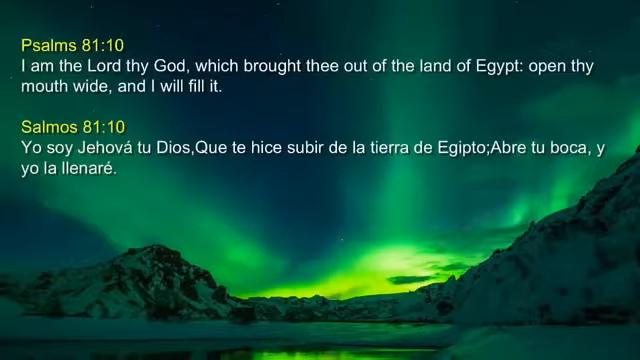 Psalms 81:10
I am the Lord thy God, which brought thee out of the land of Egypt: open thy
mouth wide, and I will fill it.
Salmos 81:10
Yo soy Jehová tu Dios,Que te hice subir de la tierra de Egipto;Abre tu boca, y
yo la llenaré.